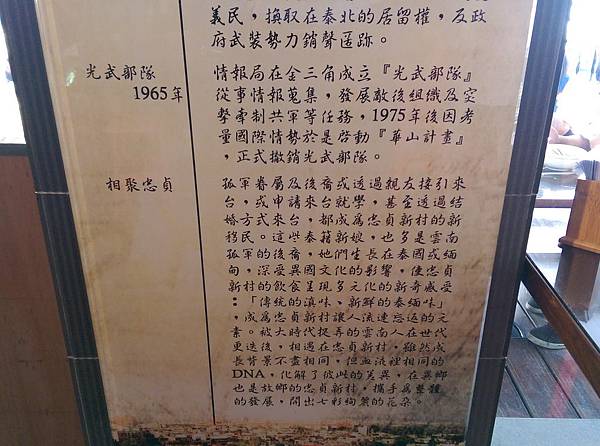 義民，換取在泰北的居留權，反政
府武裝勢力銷聲匿跡。
光武部隊
1965年
情報局在金三角成立『光武部隊』
從事情報蒐集，發展敵後組織及突
擊牽制共軍等任務，1975年後因考
量國際情勢於是啓動『華山計畫』
，正式撤銷光武部隊。
相聚忠貞
孤軍眷屬及後裔或透過親友接引來
台，或申請來台就學，甚至透過結
婚方式來台，都成為忠貞新村的新
移民。這些泰籍新娘，也多是雲南
孤軍的後裔，她們生長在泰國或緬
甸，深受異國文化的影響，使忠貞
新村的飲食呈現多元化的新奇感受
：「傳統的滇味、新鮮的泰緬味」
，成為忠貞新村讓人流連忘返的元
素。被大時代捉弄的雲南人在世代
更迭後，相遇在忠貞新村，雖然成
長背景不盡相同，但血液裡相同的
DNA，化解了彼此的差異，在異鄉
也是故鄉的忠貞新村，攜手為整體
的發展，開出七彩絢麗的花朵。